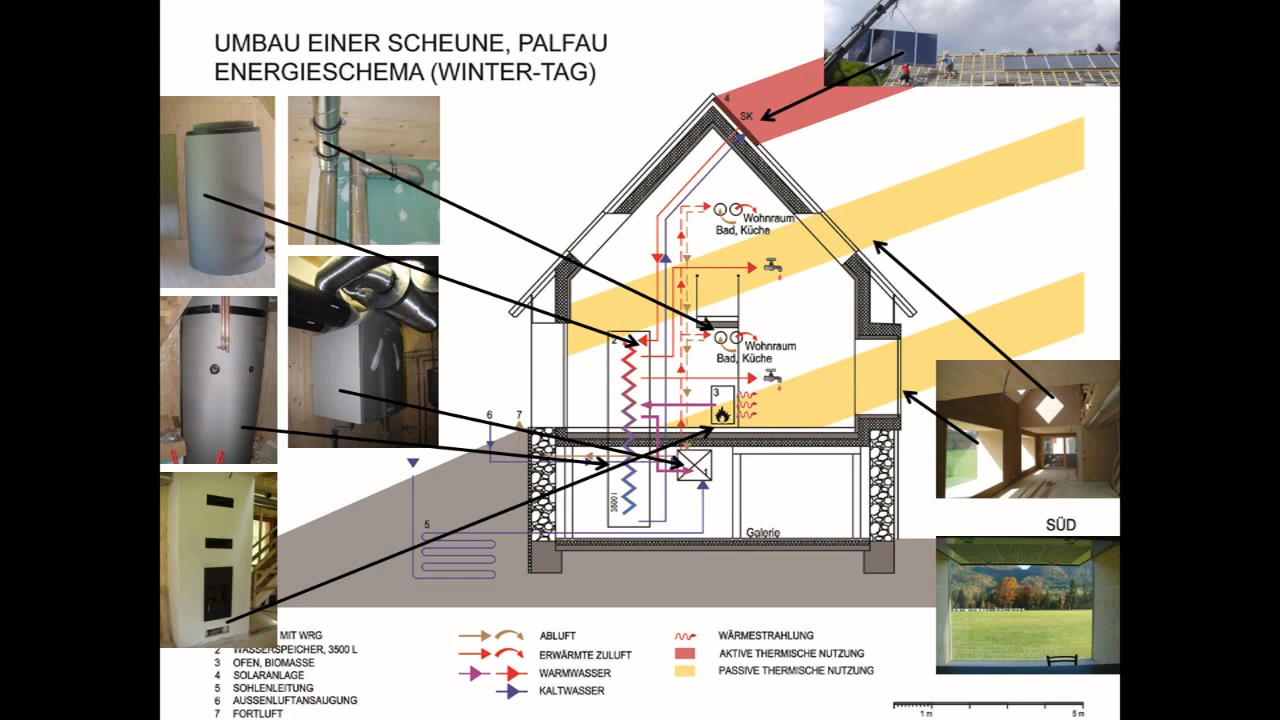 UMBAU EINER SCHEUNE, PALFAU
ENERGIESCHEMA (WINTER-TAG)
4
SK
Wohnraum
Bad, Küche
2
Wohnraum
Bad, Küche
3
6
7
1
3500 l
5
Galerie
SÜD
MIT WRG
2 WASSERSPEICHER, 3500 L
3 OFEN, BIOMASSE
4 SOLARANLAGE
5 SOHLENLEITUNG
6 AUSSENLUFTANSAUGUNG
7 FORTLUFT
ABLUFT
ERWÄRMTE ZULUFT
WARMWASSER
KALTWASSER
WÄRMESTRAHLUNG
AKTIVE THERMISCHE NUTZUNG
PASSIVE THERMISCHE NUTZUNG
1 m
5 m